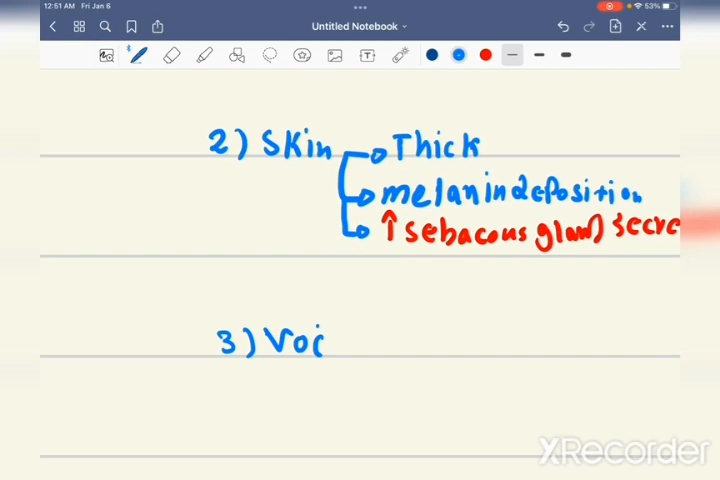 12:51 AM Fri Jan 6
53%
Untitled Notebook
2) Skin Thick
melanin deposition
↑ sebaceous gland secre
3) Voi
XRecorder